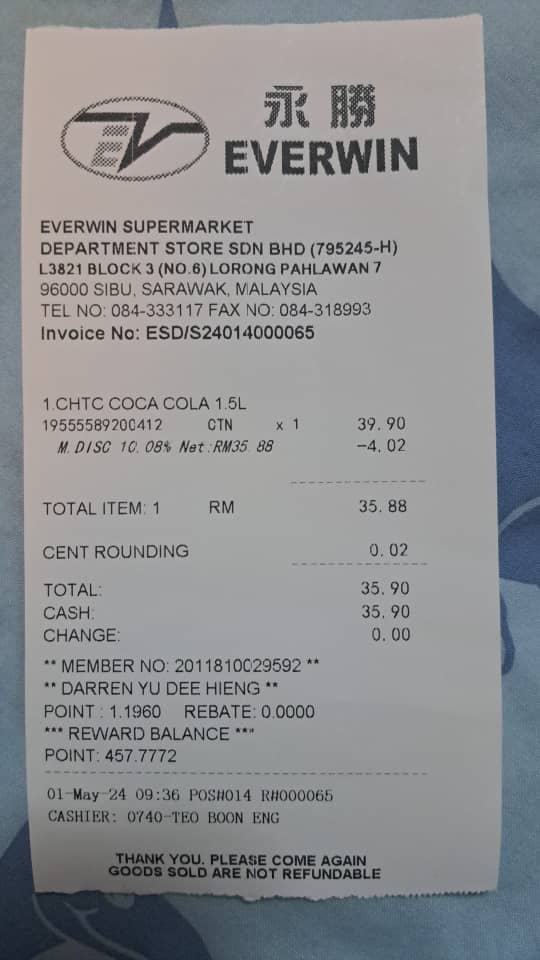 永勝
EV
EVERWIN
EVERWIN SUPERMARKET
DEPARTMENT STORE SDN BHD (795245-H)
L3821 BLOCK 3 (NO.6) LORONG PAHLAWAN 7
96000 SIBU, SARAWAK, MALAYSIA
TEL NO: 084-333117 FAX NO: 084-318993
Invoice No: ESD/S24014000065
1.CHTC COCA COLA 1.5L
19555589200412 CTN x 1 39.90
M.DISC 10.08% Net:RM35.88 -4.02
TOTAL ITEM: 1 RM 35.88
CENT ROUNDING 0.02
TOTAL: 35.90
CASH: 35.90
CHANGE: 0.00
** MEMBER NO: 2011810029592 **
** DARREN YU DEE HIENG **
POINT : 1.1960 REBATE: 0.0000
*** REWARD BALANCE ***
POINT: 457.7772
01-May-24 09:36 POS#014 R#000065
CASHIER: 0740-TEO BOON ENG
THANK YOU. PLEASE COME AGAIN
GOODS SOLD ARE NOT REFUNDABLE